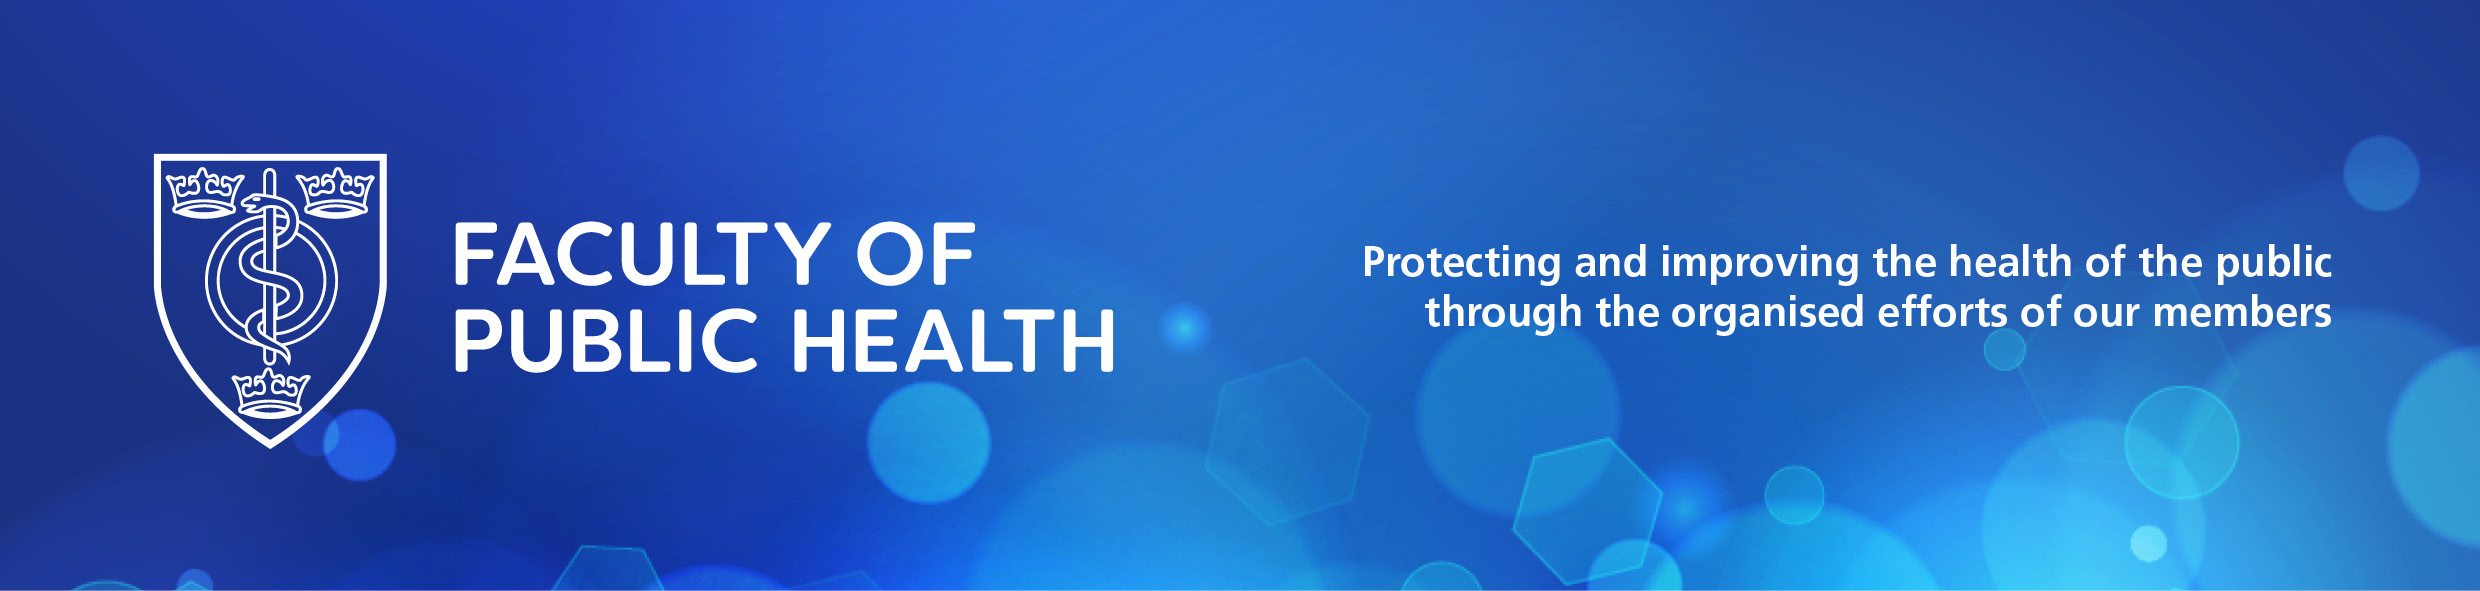 FACULTY OF
PUBLIC HEALTH
Protecting and improving the health of the public
through the organised efforts of our members